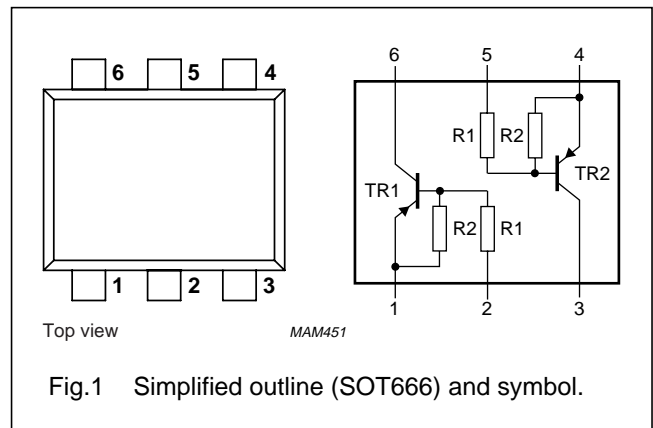 6 5 4
6 5 4
R1 R2
TR1 TR2
R2 R1
1 2 3
1 2 3
Top view MAM451
Fig.1 Simplified outline (SOT666) and symbol.